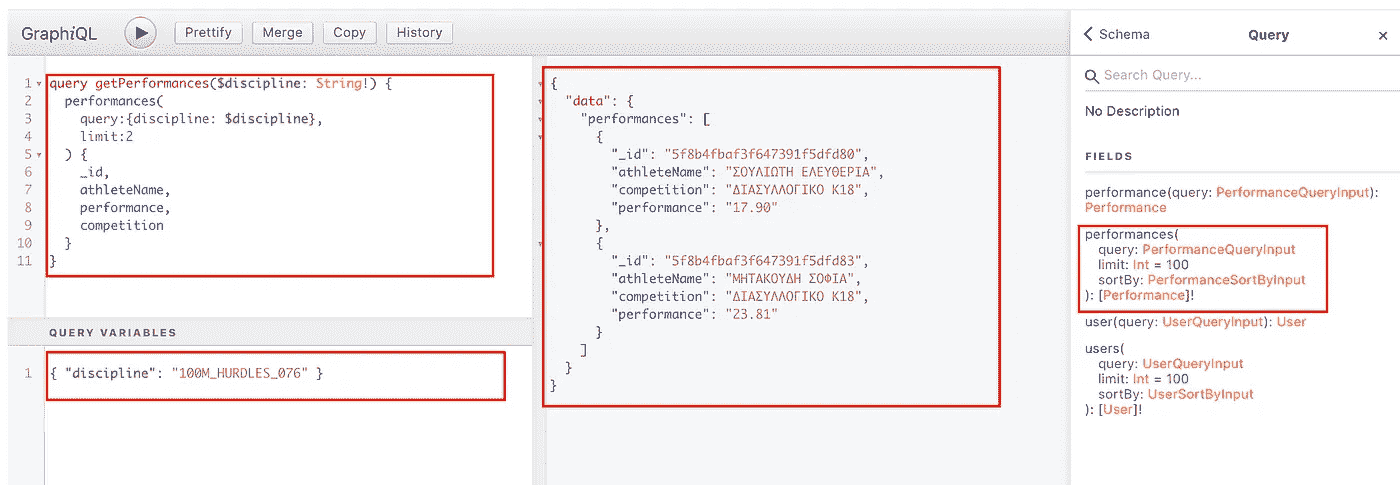 GraphiQL
Prettify
Merge
Copy
History
1 query getPerformances($discipline: String!) {
2 performances(
3 query:{discipline: $discipline},
4 limit:2
5 ) {
6 _id,
7 athleteName,
8 performance,
9 competition
10 }
11 }
QUERY VARIABLES
1 { "discipline": "100M_HURDLES_076" }
{
"data": {
"performances": [
{
"_id": "5f8b4fbaf3f647391f5dfd80",
"athleteName": "ΣΟΥΛΙΩΤΗ ΕΛΕΥΘΕΡΙΑ",
"competition": "ΔΙΑΣΥΛΛΟΓΙΚΟ Κ18",
"performance": "17.90"
},
{
"_id": "5f8b4fbaf3f647391f5dfd83",
"athleteName": "ΜΗΤΑΚΟΥΔΗ ΣΟΦΙΑ",
"competition": "ΔΙΑΣΥΛΛΟΓΙΚΟ Κ18",
"performance": "23.81"
}
]
}
}
Schema
Query
×
Search Query...
No Description
FIELDS
performance(query: PerformanceQueryInput):
Performance
performances(
query: PerformanceQueryInput
limit: Int = 100
sortBy: PerformanceSortByInput
): [Performance]!
user(query: UserQueryInput): User
users(
query: UserQueryInput
limit: Int = 100
sortBy: UserSortByInput
): [User]!